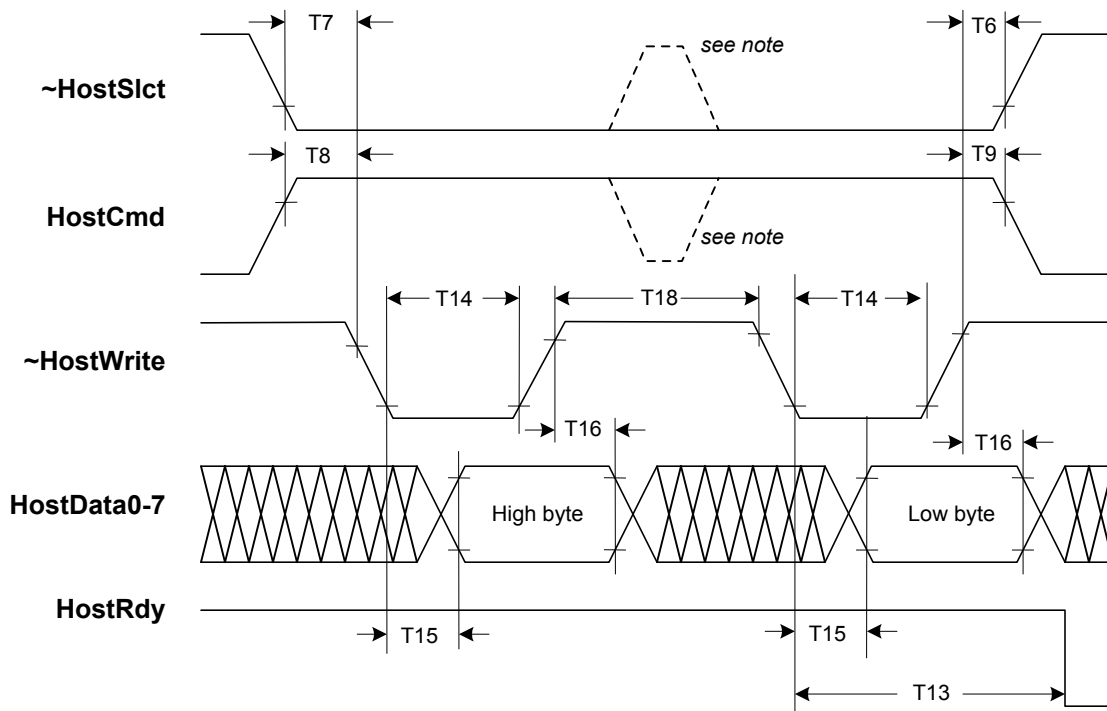 T7
T6
see note
~HostSlct
T8
T9
HostCmd
see note
T14
T18
T14
~HostWrite
T16
T16
HostData0-7
High byte
Low byte
HostRdy
T15
T15
T13